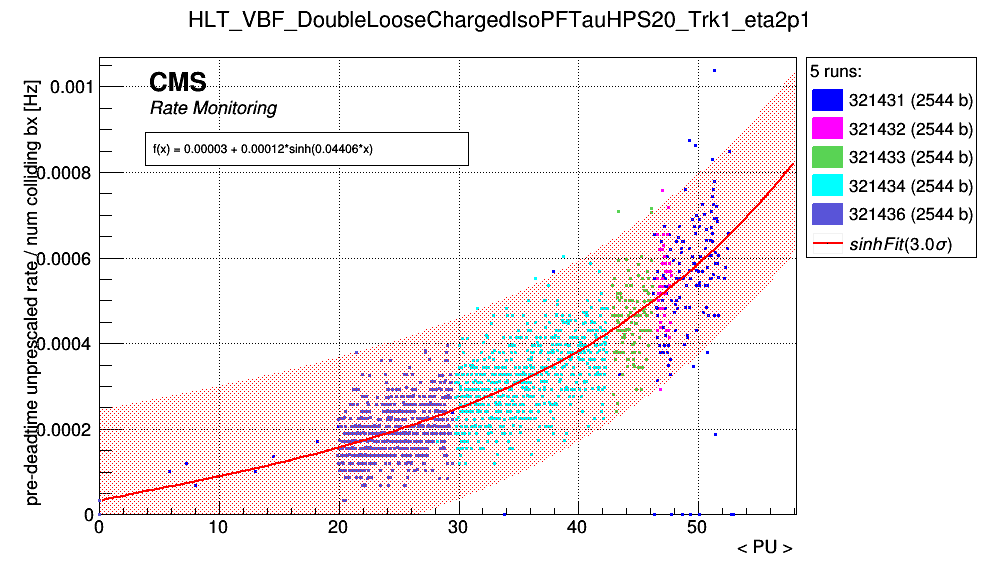 HLT_VBF_DoubleLooseChargedIsoPFTauHPS20_Trk1_eta2p1
CMS
Rate Monitoring
f(x) = 0.00003 + 0.00012*sinh(0.04406*x)
pre-deadtime unprescaled rate / num colliding bx [Hz]
0.001
0.0008
0.0006
0.0004
0.0002
0
0 10 20 30 40 50
< PU >
5 runs:
321431 (2544 b)
321432 (2544 b)
321433 (2544 b)
321434 (2544 b)
321436 (2544 b)
sinhFit(3.0σ)